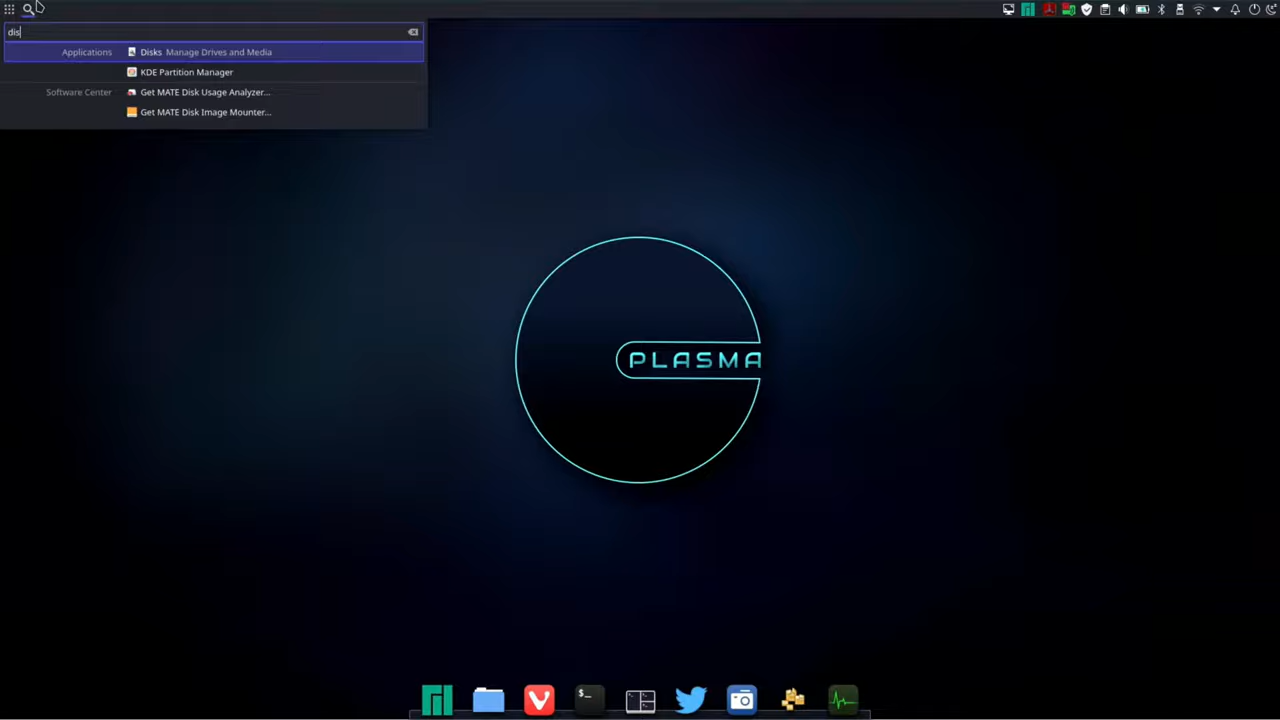 dis
Applications Disks Manage Drives and Media
KDE Partition Manager
Software Center Get MATE Disk Usage Analyzer...
Get MATE Disk Image Mounter...
PLASMA
$_